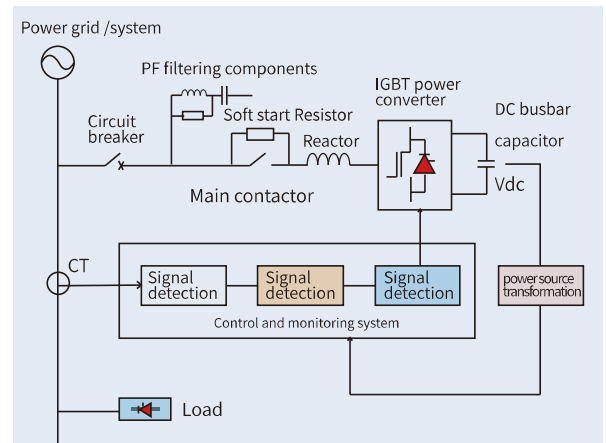 Power grid /system
PF filtering components
Soft start Resistor
IGBT power
converter
Circuit
breaker
Reactor
DC busbar
capacitor
Vdc
Main contactor
CT
Signal
detection
Signal
detection
Signal
detection
power source
transformation
Control and monitoring system
Load